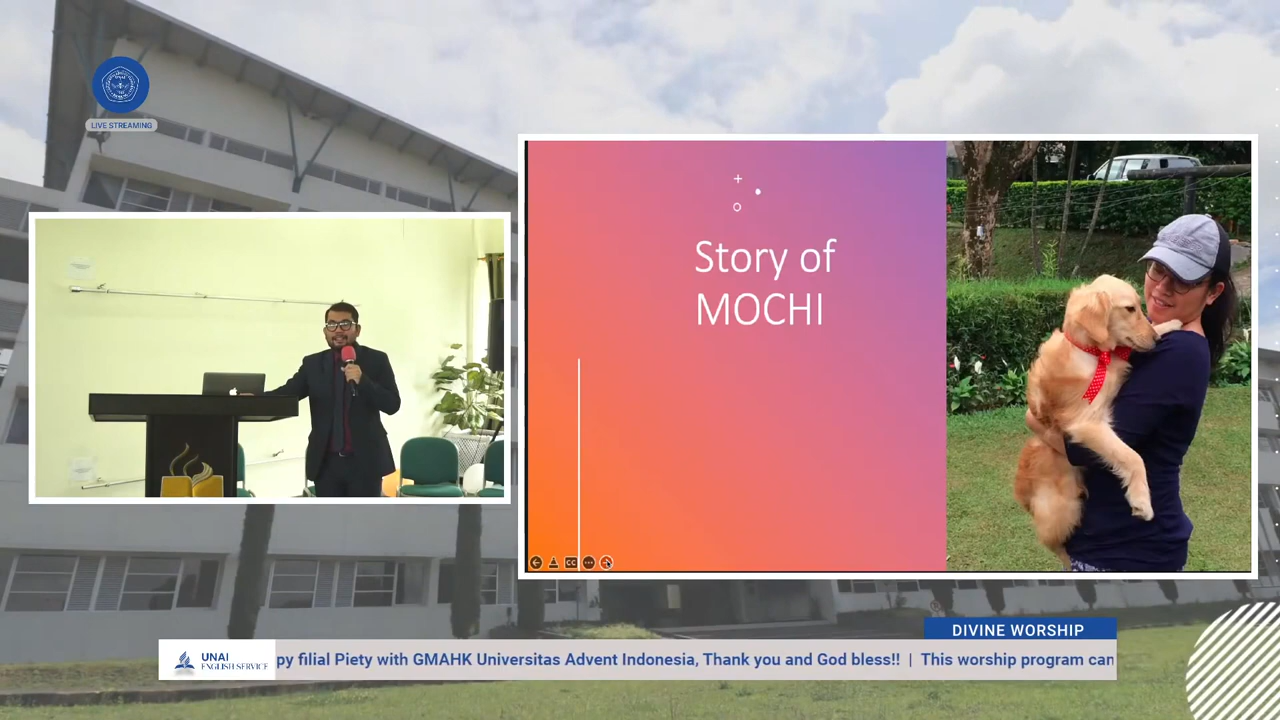 LIVE STREAMING
Story of
MOCHI
CC
DIVINE WORSHIP
UNAI
ENGLISH SERVICE
py filial Piety with GMAHK Universitas Advent Indonesia, Thank you and God bless!! | This worship program can